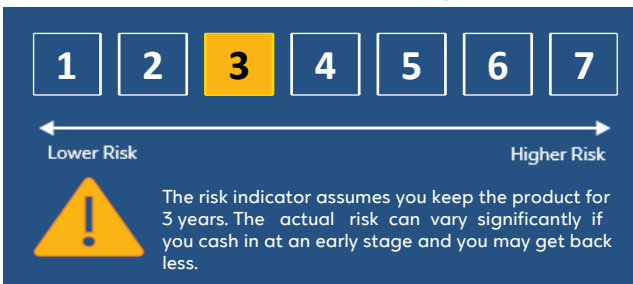 1 2 3 4 5 6 7
Lower Risk Higher Risk
The risk indicator assumes you keep the product for
3 years. The actual risk can vary significantly if
you cash in at an early stage and you may get back
less.